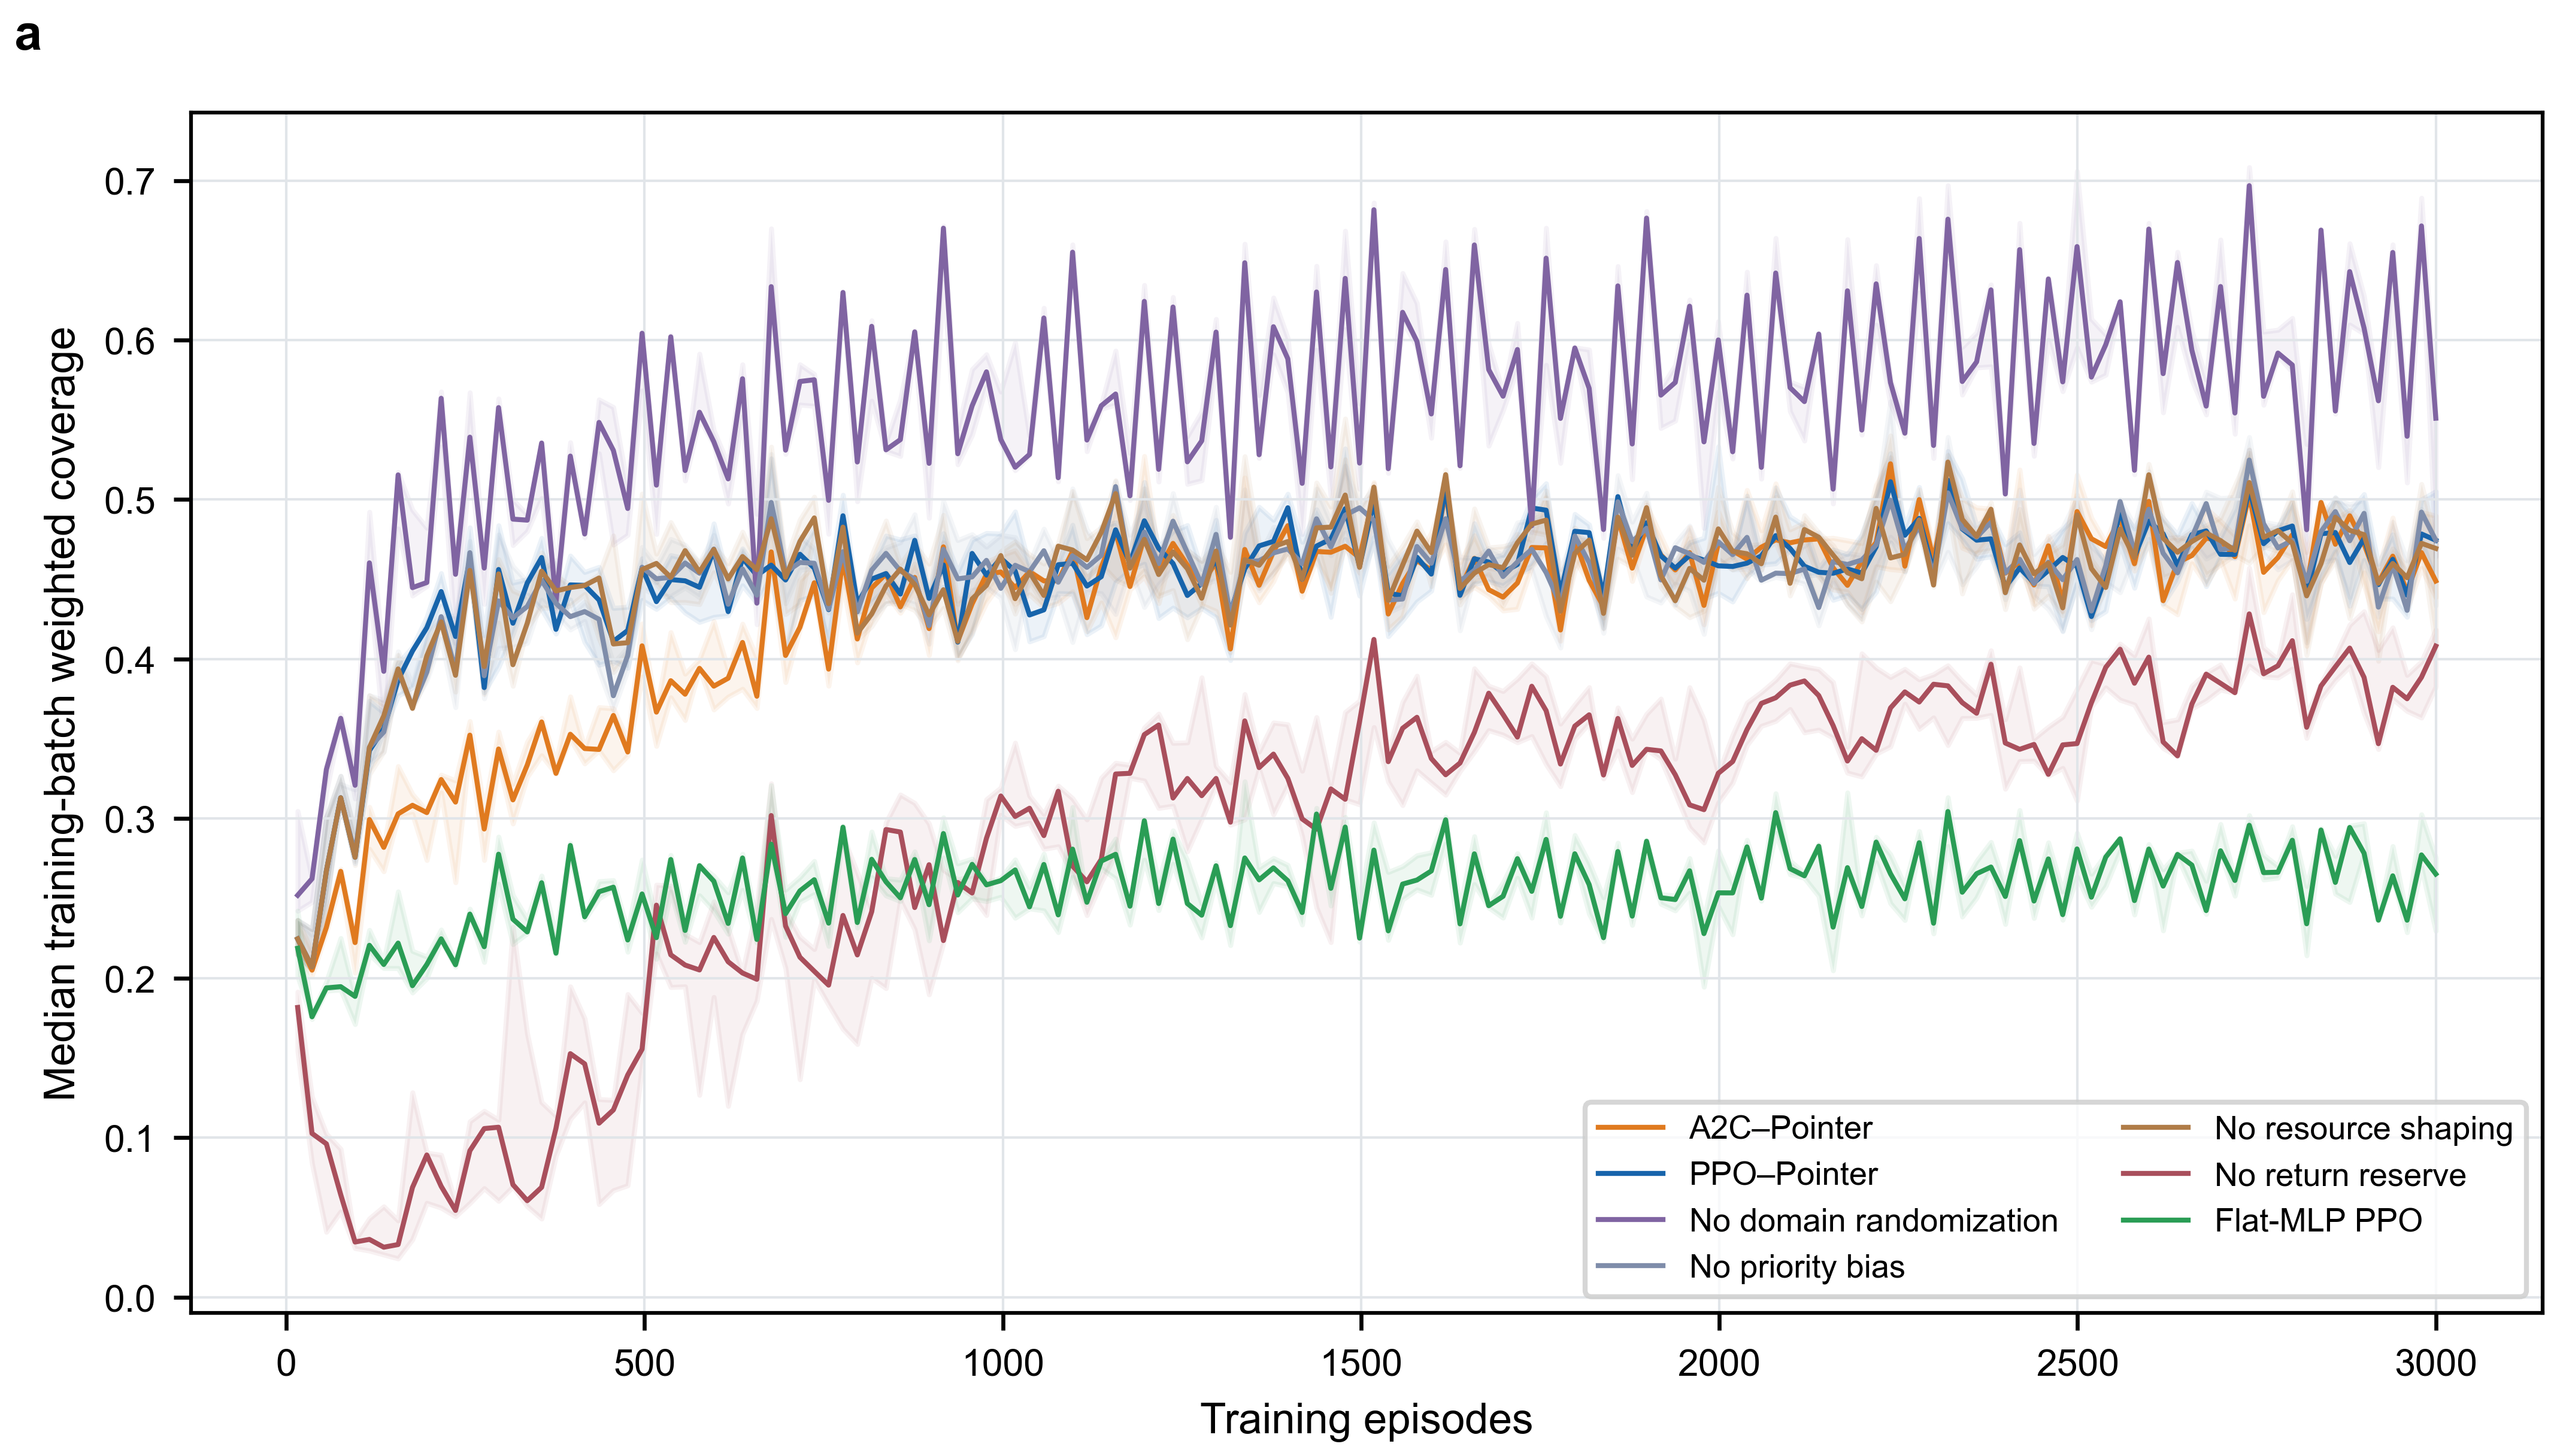 a
Median training-batch weighted coverage
0.7
0.6
0.5
0.4
0.3
0.2
0.1
0.0
0
500
1000
1500
2000
2500
3000
Training episodes
A2C–Pointer
PPO–Pointer
No domain randomization
No priority bias
No resource shaping
No return reserve
Flat-MLP PPO